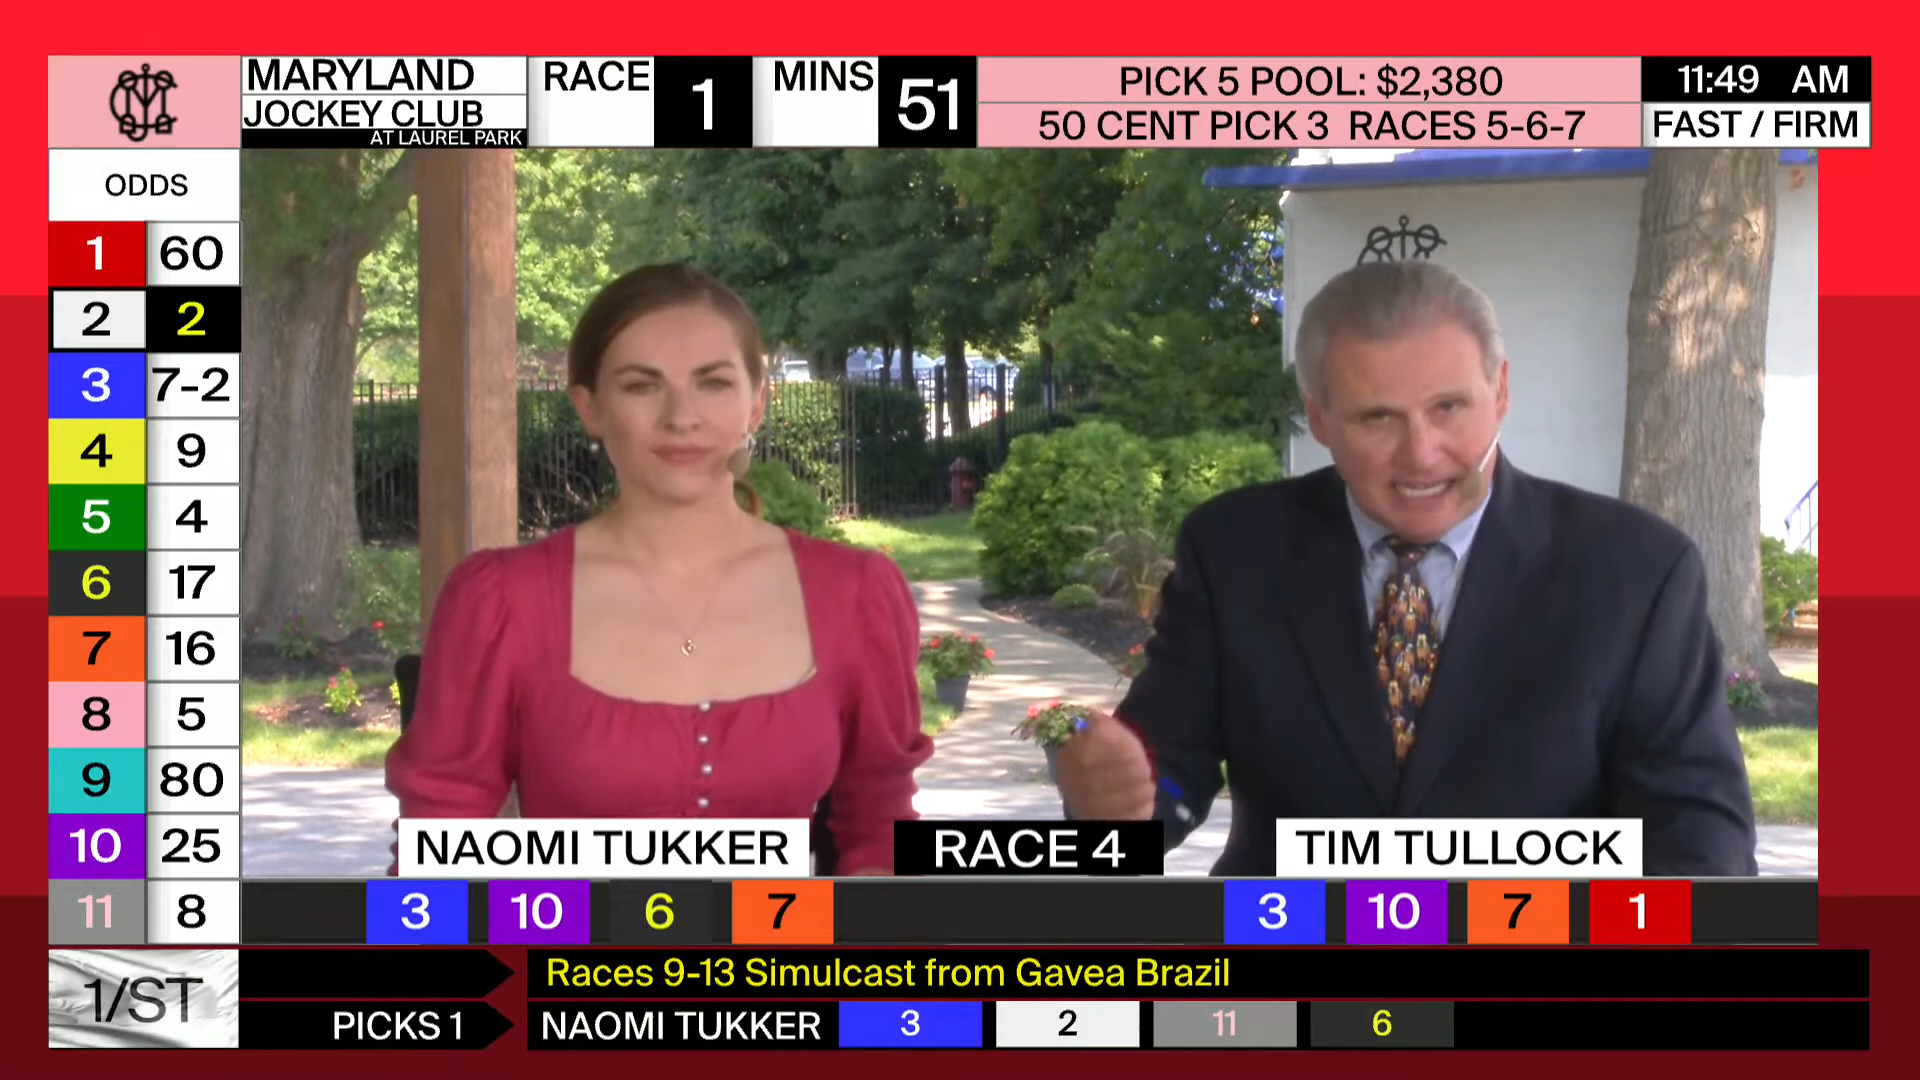 MARYLAND
JOCKEY CLUB
AT LAUREL PARK
RACE 1
MINS 51
PICK 5 POOL: $2,380
50 CENT PICK 3 RACES 5-6-7
11:49 AM
FAST / FIRM
ODDS
1 60
2 2
3 7-2
4 9
5 4
6 17
7 16
8 5
9 80
10 25
11 8
NAOMI TUKKER
RACE 4
TIM TULLOCK
3 10 6 7
3 10 7 1
1/ST
Races 9-13 Simulcast from Gavea Brazil
PICKS 1
NAOMI TUKKER 3 2 11 6